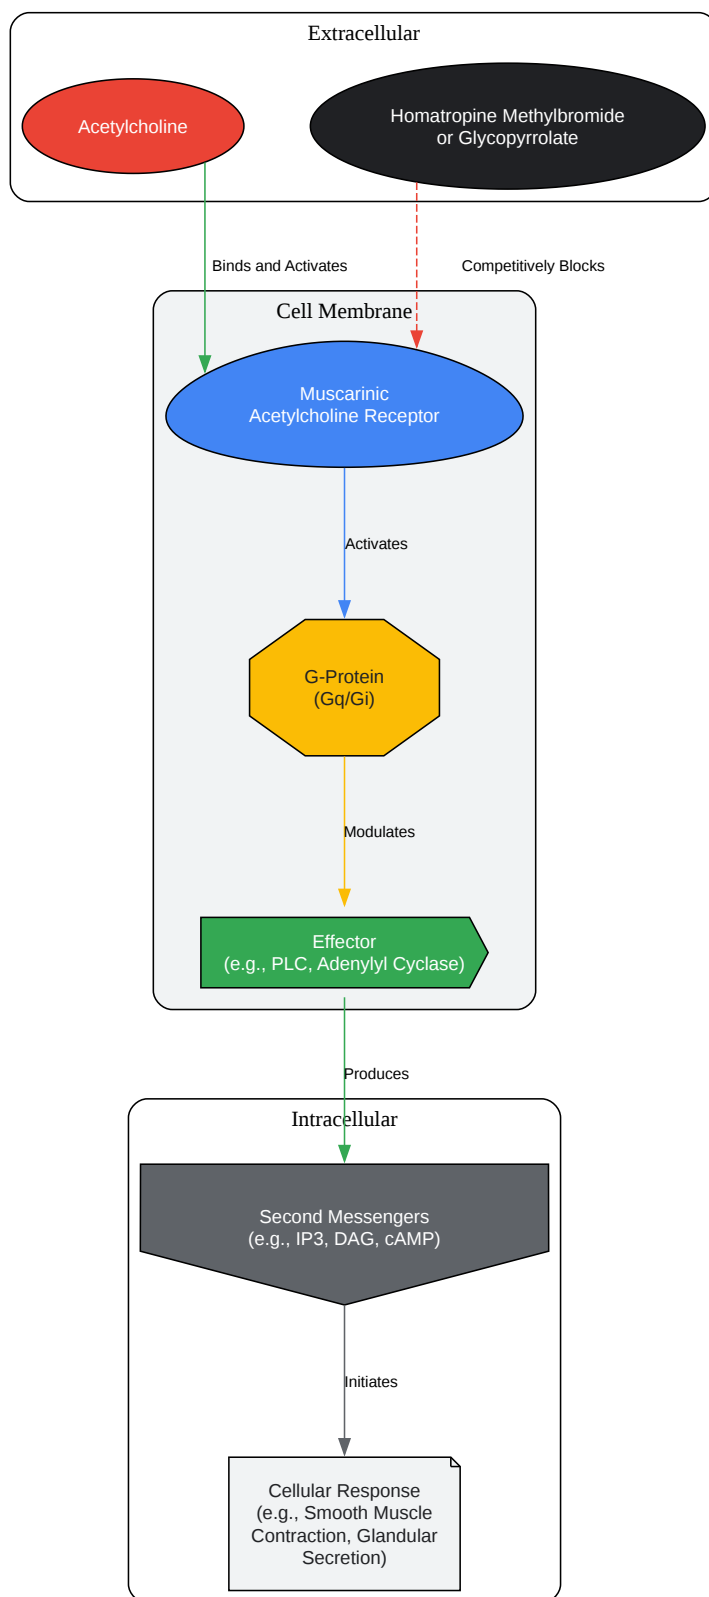 Extracellular
Acetylcholine
Homatropine Methylbromide
or Glycopyrrolate
Binds and Activates
Competitively Blocks
Cell Membrane
Muscarinic
Acetylcholine Receptor
Activates
G-Protein
(Gq/Gi)
Modulates
Effector
(e.g., PLC, Adenylyl Cyclase)
Produces
Intracellular
Second Messengers
(e.g., IP3, DAG, cAMP)
Initiates
Cellular Response
(e.g., Smooth Muscle
Contraction, Glandular
Secretion)